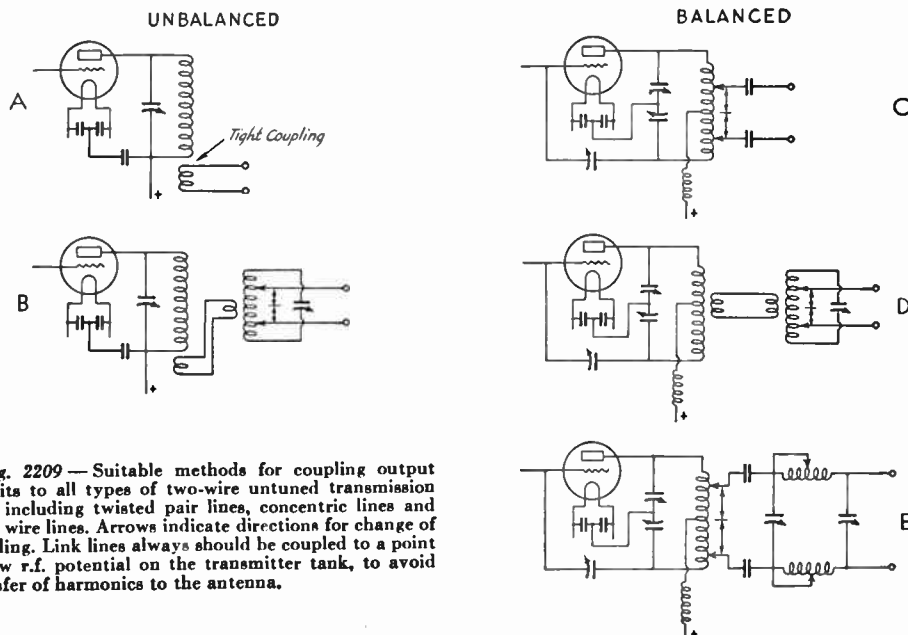 UNBALANCED
BALANCED
A
Tight Coupling
C
+
+
B
D
+
+
g. 2209 — Suitable methods for coupling output
its to all types of two-wire untuned transmission
including twisted pair lines, concentric lines and
wire lines. Arrows indicate directions for change of
ling. Link lines always should be coupled to a point
w r.f. potential on the transmitter tank, to avoid
sfer of harmonics to the antenna.
E
+